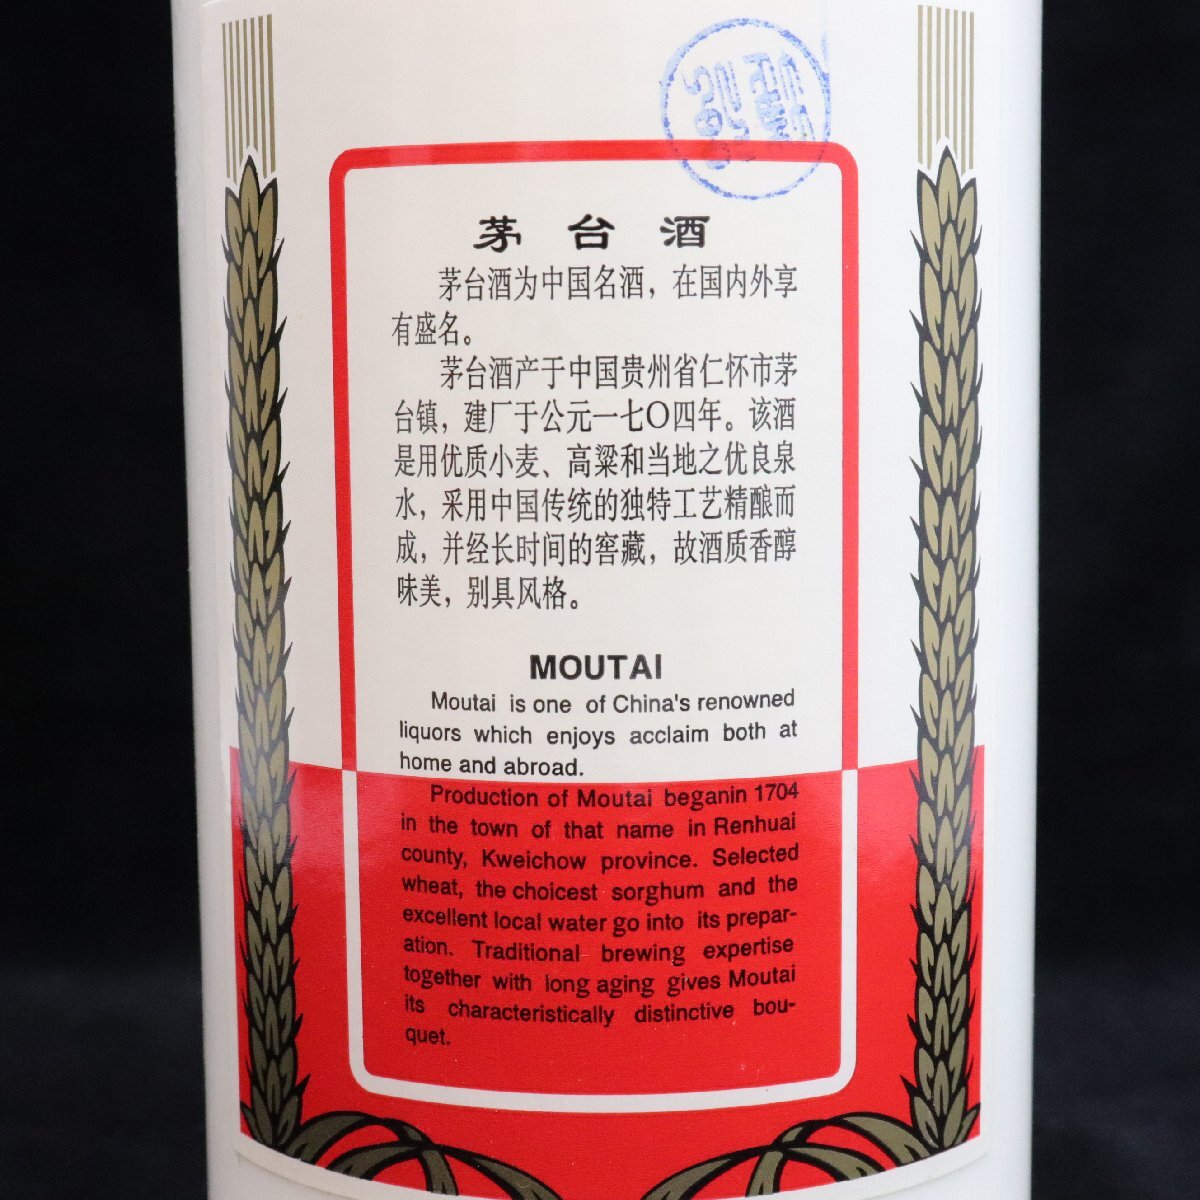 茅台酒
茅台酒为中国名酒，在国内外享
有盛名。
茅台酒产于中国贵州省仁怀市茅
台镇，建厂于公元一七〇四年。该酒
是用优质小麦、高粱和当地之优良泉
水，采用中国传统的独特工艺精酿而
成，并经长时间的窖藏，故酒质香醇
味美，别具风格。
MOUTAI
Moutai is one of China's renowned
liquors which enjoys acclaim both at
home and abroad.
Production of Moutai beganin 1704
in the town of that name in Renhuai
county, Kweichow province. Selected
wheat, the choicest sorghum and the
excellent local water go into its prepar-
ation. Traditional brewing expertise
together with long aging gives Moutai
its characteristically distinctive bou-
quet.